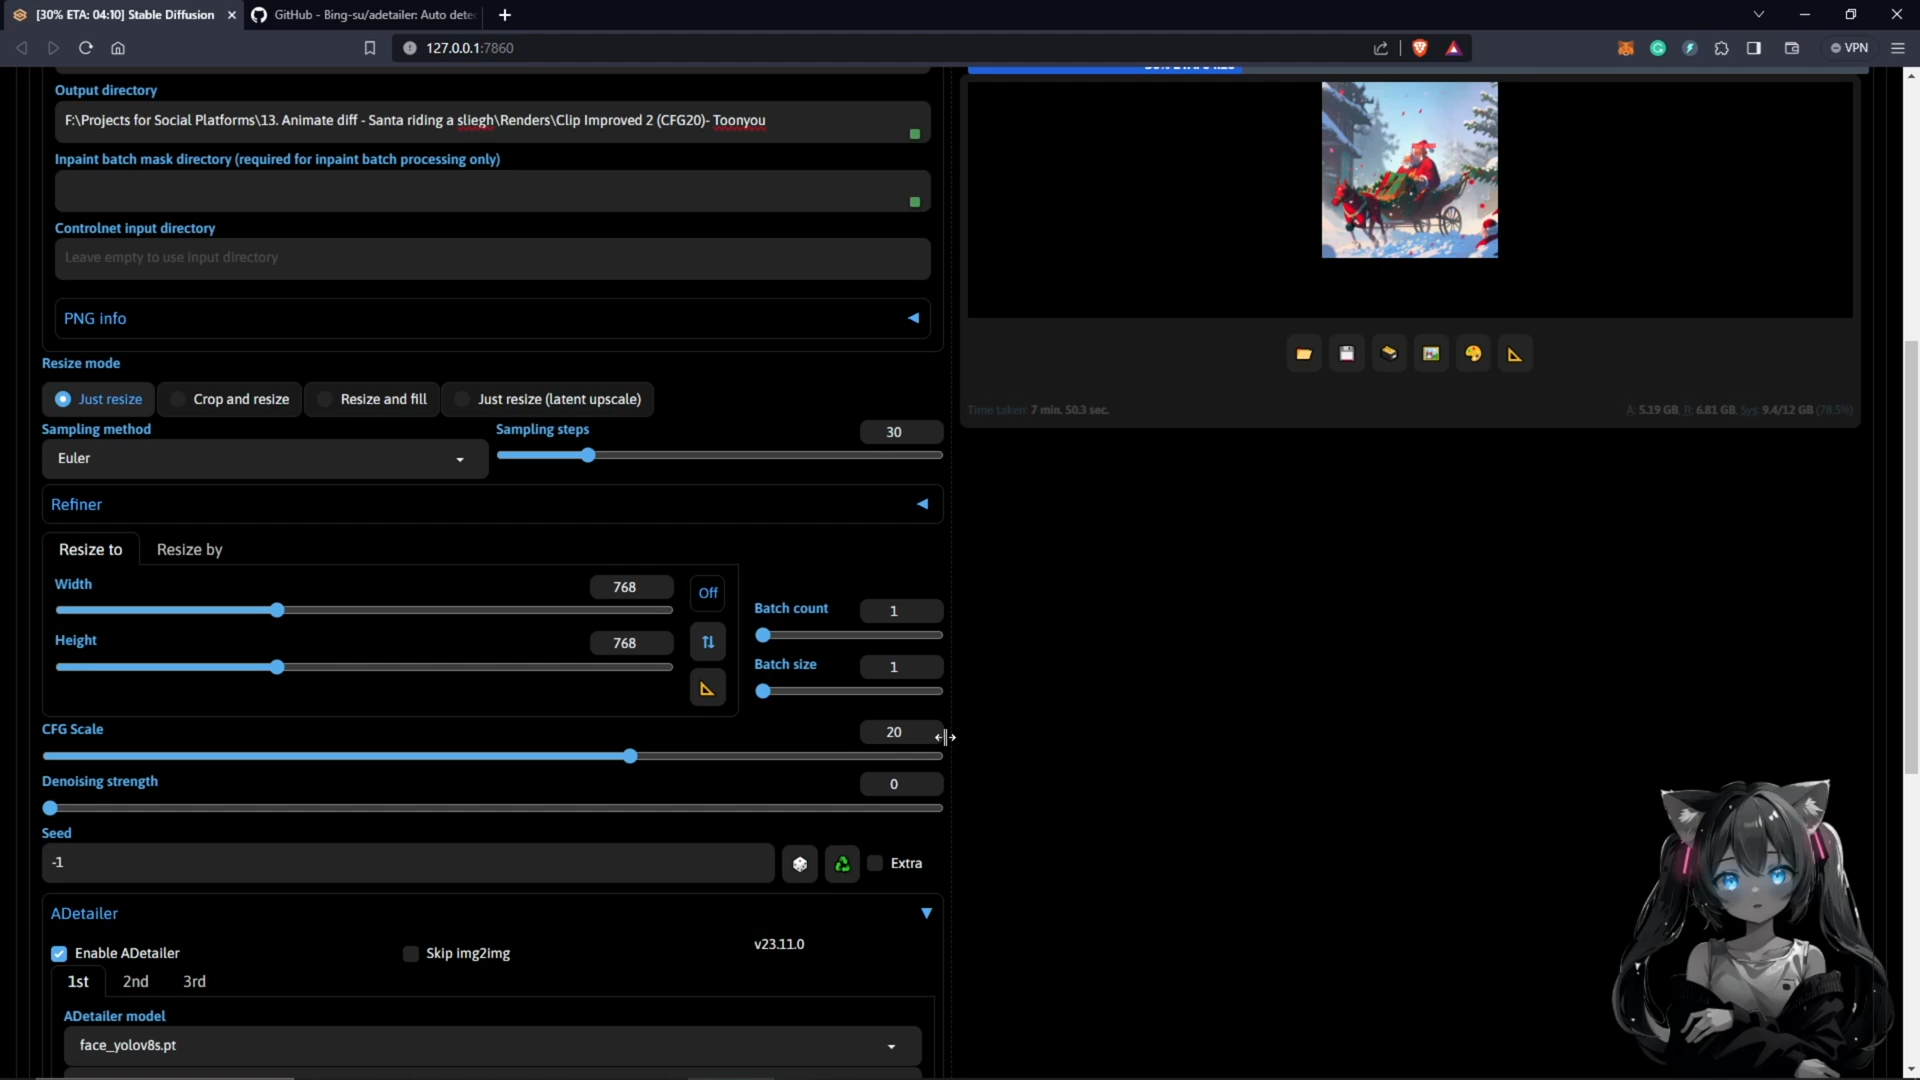 [30% ETA: 04:10] Stable Diffusion
GitHub - Bing-su/adetailer: Auto dete
127.0.0.1:7860
VPN
Output directory
F:\Projects for Social Platforms\13. Animate diff - Santa riding a sliegh\Renders\Clip Improved 2 (CFG20)- Toonyou
Inpaint batch mask directory (required for inpaint batch processing only)
Controlnet input directory
Leave empty to use input directory
PNG info
Resize mode
Just resize
Crop and resize
Resize and fill
Just resize (latent upscale)
Sampling method
Euler
Sampling steps
30
Refiner
Resize to
Resize by
Width
768
Off
Height
768
Batch count
1
Batch size
1
CFG Scale
20
Denoising strength
0
Seed
-1
Extra
ADetailer
Enable ADetailer
Skip img2img
v23.11.0
1st
2nd
3rd
ADetailer model
face_yolov8s.pt
Time taken: 7 min. 50.3 sec.
A: 5.19 GB, R: 6.81 GB, Sys: 9.4/12 GB (78.5%)